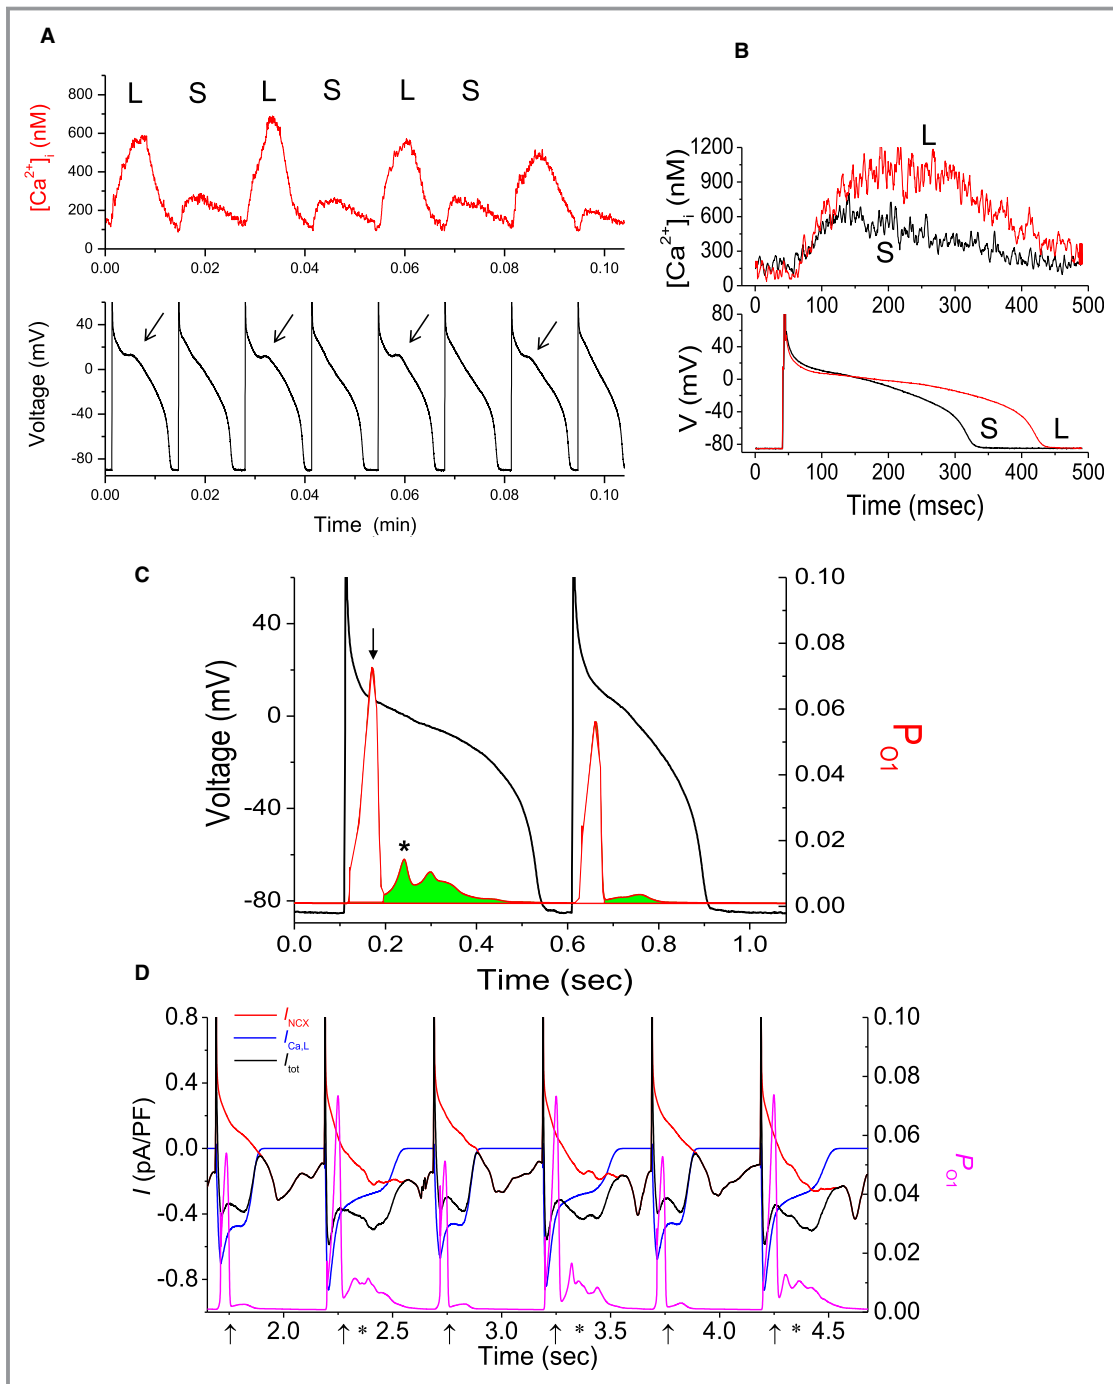 A
L S L S L S
[Ca2+]i (nM)
800
600
400
200
0
0.00 0.02 0.04 0.06 0.08 0.10
Voltage (mV)
40
0
-40
-80
0.00 0.02 0.04 0.06 0.08 0.10
Time (min)
B
[Ca2+]i (nM)
1200
900
600
300
0
L
S
0 100 200 300 400 500
V (mV)
80
40
0
-40
-80
S L
0 100 200 300 400 500
Time (msec)
C
Voltage (mV)
40
0
-40
-80
*
0.10
0.08
0.06
0.04
0.02
0.00
PO1
0.0 0.2 0.4 0.6 0.8 1.0
Time (sec)
D
INCX
ICa,L
Itot
I (pA/PF)
0.8
0.4
0.0
-0.4
-0.8
0.10
0.08
0.06
0.04
0.02
0.00
PO1
2.0 * 2.5 3.0 * 3.5 4.0 * 4.5
Time (sec)